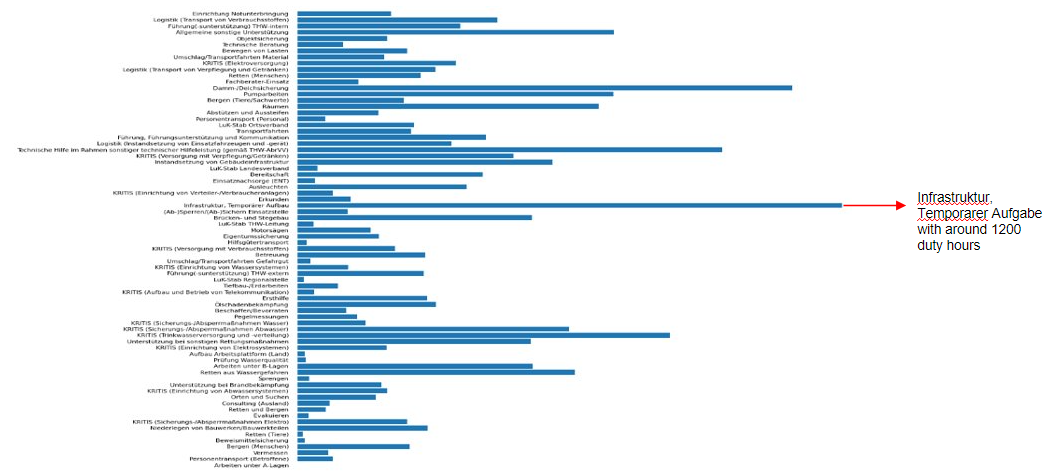 Einrichtung Notunterbringung
Logistik (Transport von Verbrauchsstoffen)
Führung(-sunterstützung) THW-intern
Allgemeine sonstige Unterstützung
Objektsicherung
Technische Beratung
Bewegen von Lasten
Umschlag/Transportfahrten Material
KRITIS (Elektroversorgung)
Logistik (Transport von Verpflegung und Getränken)
Retten (Menschen)
Fachberater-Einsatz
Damm-/Deichsicherung
Pumparbeiten
Bergen (Tiere/Sachwerte)
Räumen
Abstützen und Aussteifen
Personentransport (Personal)
LuK-Stab Ortsverband
Transportfahrten
Führung, Führungsunterstützung und Kommunikation
Logistik (Instandsetzung von Einsatzfahrzeugen und -gerät)
Technische Hilfe im Rahmen sonstiger technischer Hilfeleistung (gemäß THW-AbrVV)
KRITIS (Versorgung mit Verpflegung/Getränken)
Instandsetzung von Gebäudeinfrastruktur
LuK-Stab Landesverband
Bereitschaft
Einsatznachsorge (ENT)
Ausleuchten
KRITIS (Einrichtung von Verteiler-/Verbraucheranlagen)
Erkunden
Infrastruktur, Temporärer Aufbau
(Ab-)Sperren/(Ab-)Sichern Einsatzstelle
Brücken- und Stegebau
LuK-Stab THW-Leitung
Motorsägen
Eigentumssicherung
Hilfsgütertransport
KRITIS (Versorgung mit Verbrauchsstoffen)
Betreuung
Umschlag/Transportfahrten Gefahrgut
KRITIS (Einrichtung von Wassersystemen)
Führung(-sunterstützung) THW-extern
LuK-Stab Regionalstelle
Tiefbau-/Erdarbeiten
KRITIS (Aufbau und Betrieb von Telekommunikation)
Ersthilfe
Ölschadenbekämpfung
Beschaffen/Bevorraten
Pegelmessungen
KRITIS (Sicherungs-/Absperrmaßnahmen Wasser)
KRITIS (Sicherungs-/Absperrmaßnahmen Abwasser)
KRITIS (Trinkwasserversorgung und -verteilung)
Unterstützung bei sonstigen Rettungsmaßnahmen
KRITIS (Einrichtung von Elektrosystemen)
Aufbau Arbeitsplattform (Land)
Prüfung Wasserqualität
Arbeiten unter B-Lagen
Retten aus Wassergefahren
Sprengen
Unterstützung bei Brandbekämpfung
KRITIS (Einrichtung von Abwassersystemen)
Orten und Suchen
Consulting (Ausland)
Retten und Bergen
Evakuieren
KRITIS (Sicherungs-/Absperrmaßnahmen Elektro)
Niederlegen von Bauwerken/Bauwerkteilen
Retten (Tiere)
Beweismittelsicherung
Bergen (Menschen)
Vermessen
Personentransport (Betroffene)
Arbeiten unter A-Lagen
Infrastruktur,
Temporärer Aufgabe
with around 1200
duty hours